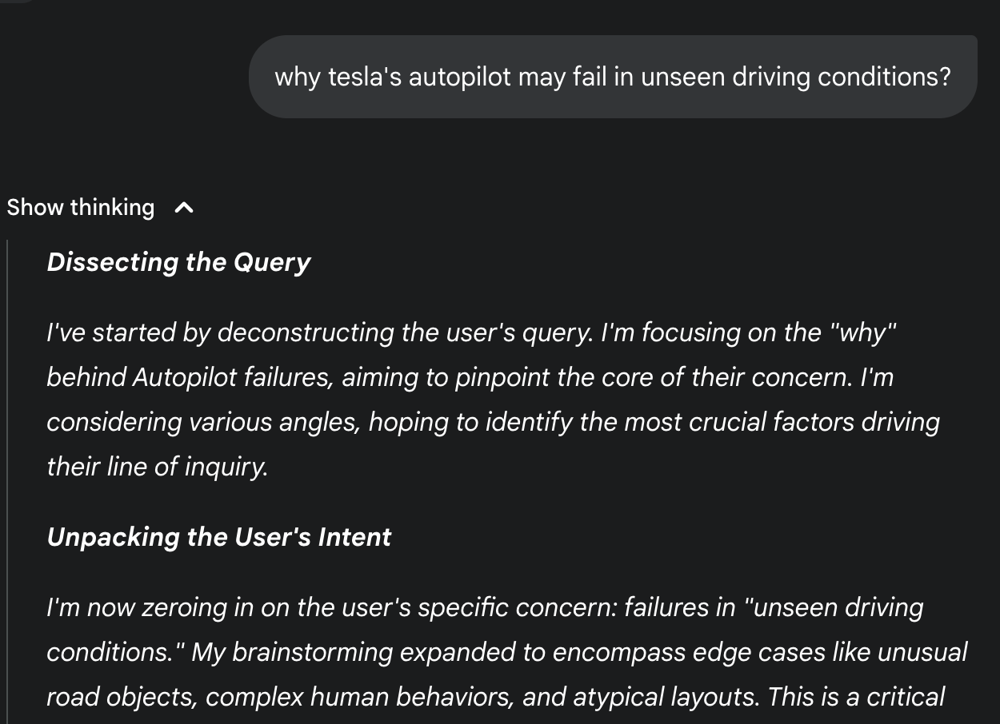 why tesla's autopilot may fail in unseen driving conditions?
Show thinking
Dissecting the Query
I've started by deconstructing the user's query. I'm focusing on the "why"
behind Autopilot failures, aiming to pinpoint the core of their concern. I'm
considering various angles, hoping to identify the most crucial factors driving
their line of inquiry.
Unpacking the User's Intent
I'm now zeroing in on the user's specific concern: failures in "unseen driving
conditions." My brainstorming expanded to encompass edge cases like unusual
road objects, complex human behaviors, and atypical layouts. This is a critical